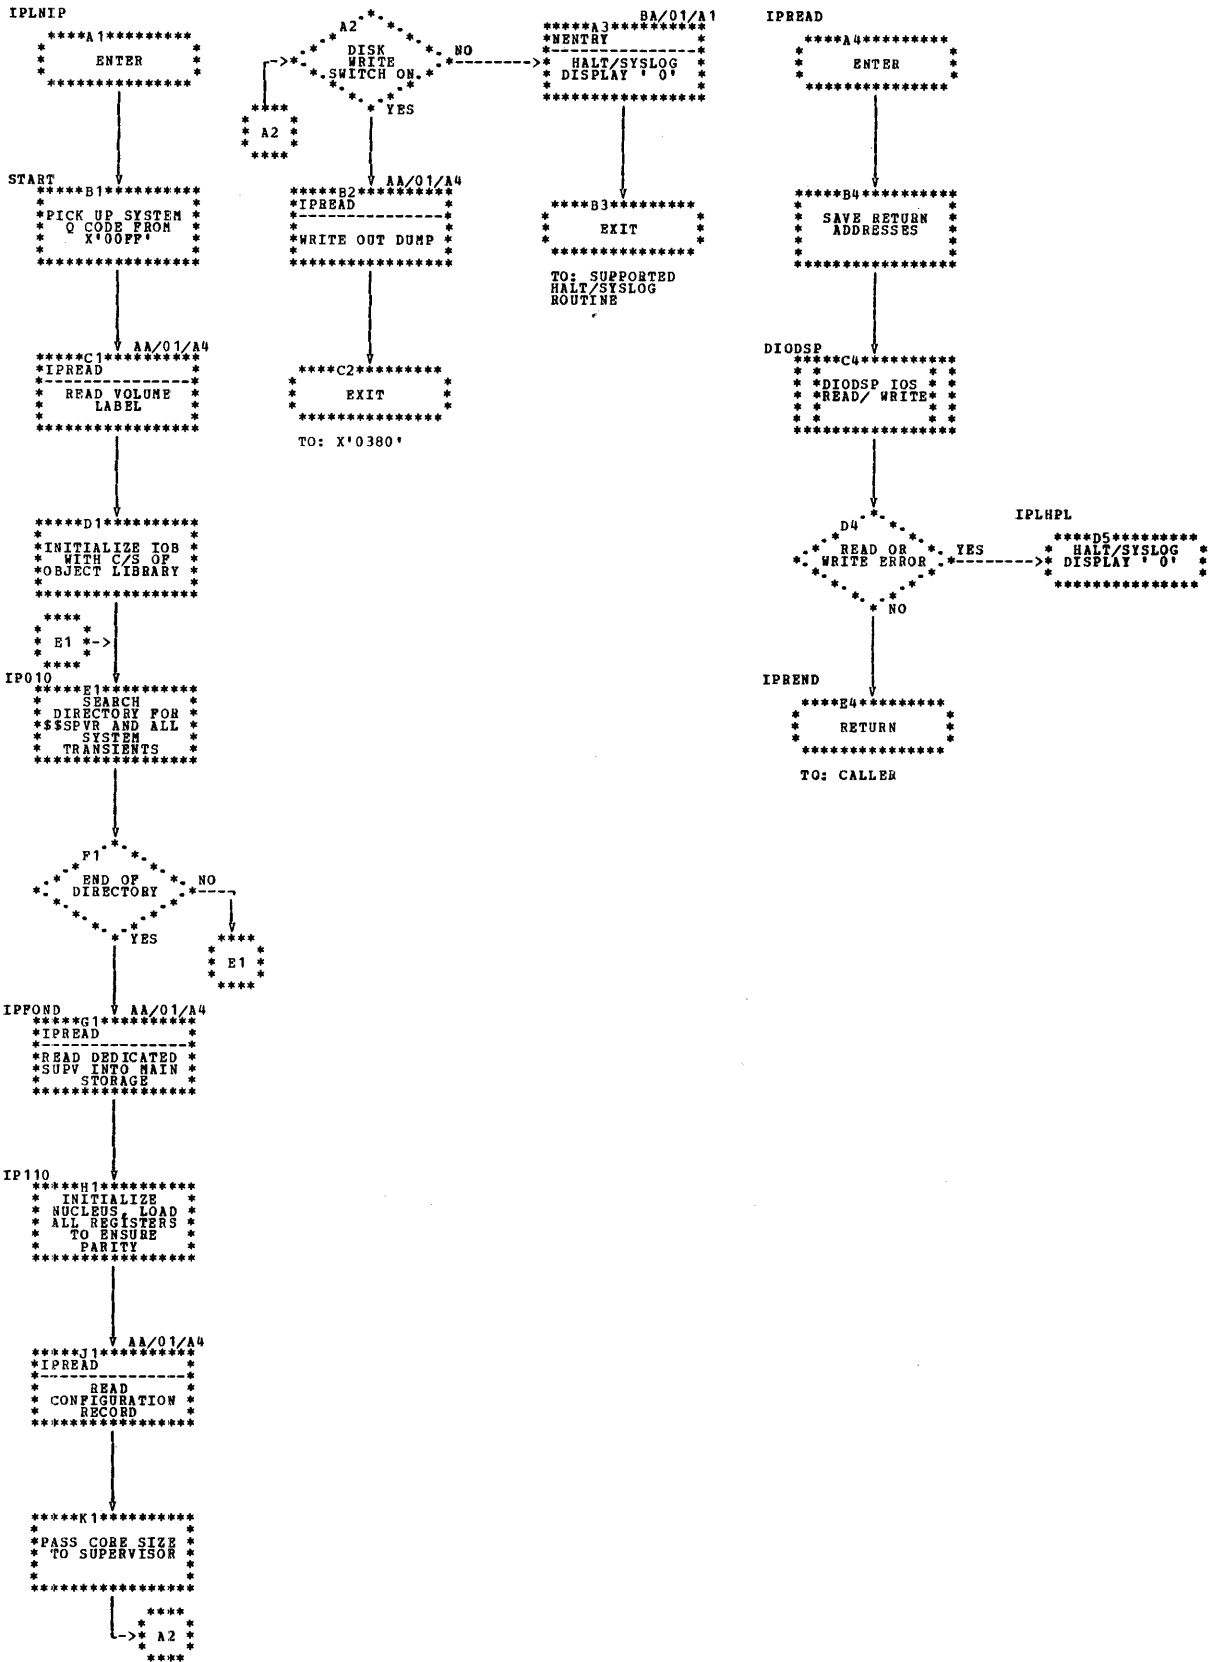 IPLNIP
A1
ENTER
START
B1
PICK UP SYSTEM
Q CODE FROM
X'00FF'
AA/01/A4
C1
IPREAD
READ VOLUME
LABEL
D1
INITIALIZE IOB
WITH C/S OF
OBJECT LIBRARY
E1
IP010
E1
SEARCH
DIRECTORY FOR
$$SPVR AND ALL
SYSTEM
TRANSIENTS
F1
END OF
DIRECTORY
NO
YES
E1
IPFOND
AA/01/A4
G1
IPREAD
READ DEDICATED
SUPV INTO MAIN
STORAGE
IP110
H1
INITIALIZE
NUCLEUS, LOAD
ALL REGISTERS
TO ENSURE
PARITY
AA/01/A4
J1
IPREAD
READ
CONFIGURATION
RECORD
K1
PASS CORE SIZE
TO SUPERVISOR
A2
A2
DISK
WRITE
SWITCH ON
NO
YES
A2
AA/01/A4
B2
IPREAD
WRITE OUT DUMP
C2
EXIT
TO: X'0380'
BA/01/A1
A3
NENTRY
HALT/SYSLOG
DISPLAY ' 0'
B3
EXIT
TO: SUPPORTED
HALT/SYSLOG
ROUTINE
IPREAD
A4
ENTER
B4
SAVE RETURN
ADDRESSES
DIODSP
C4
DIODSP IOS
READ/ WRITE
D4
READ OR
WRITE ERROR
YES
NO
IPLHPL
D5
HALT/SYSLOG
DISPLAY ' 0'
IPREND
E4
RETURN
TO: CALLER